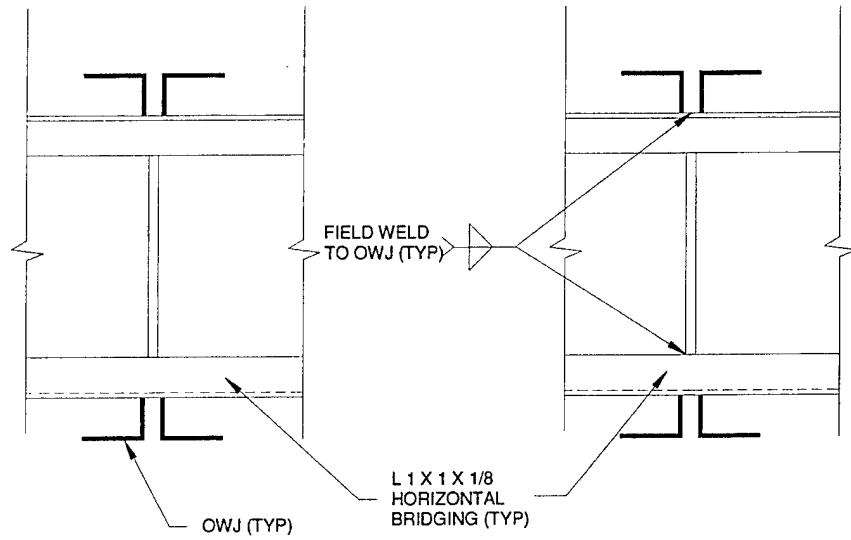 FIELD WELD
TO OWJ (TYP)
L 1 X 1 X 1/8
HORIZONTAL
BRIDGING (TYP)
OWJ (TYP)